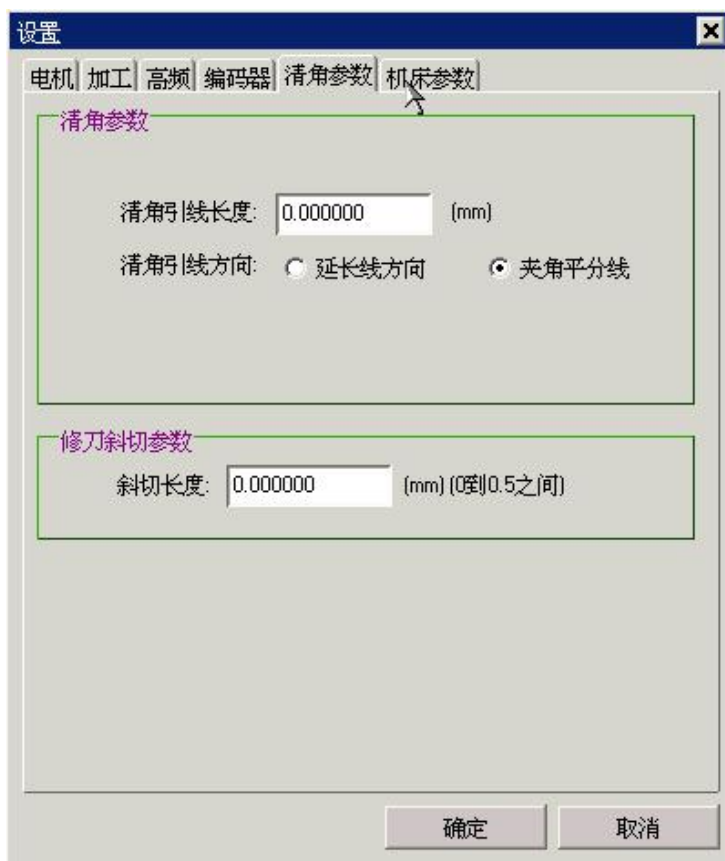 设置
电机 加工 高频 编码器 清角参数 机床参数
清角参数
清角引线长度: 0.000000 (mm)
清角引线方向: 延长线方向 夹角平分线
修刀斜切参数
斜切长度: 0.000000 (mm) (0到0.5之间)
确定 取消